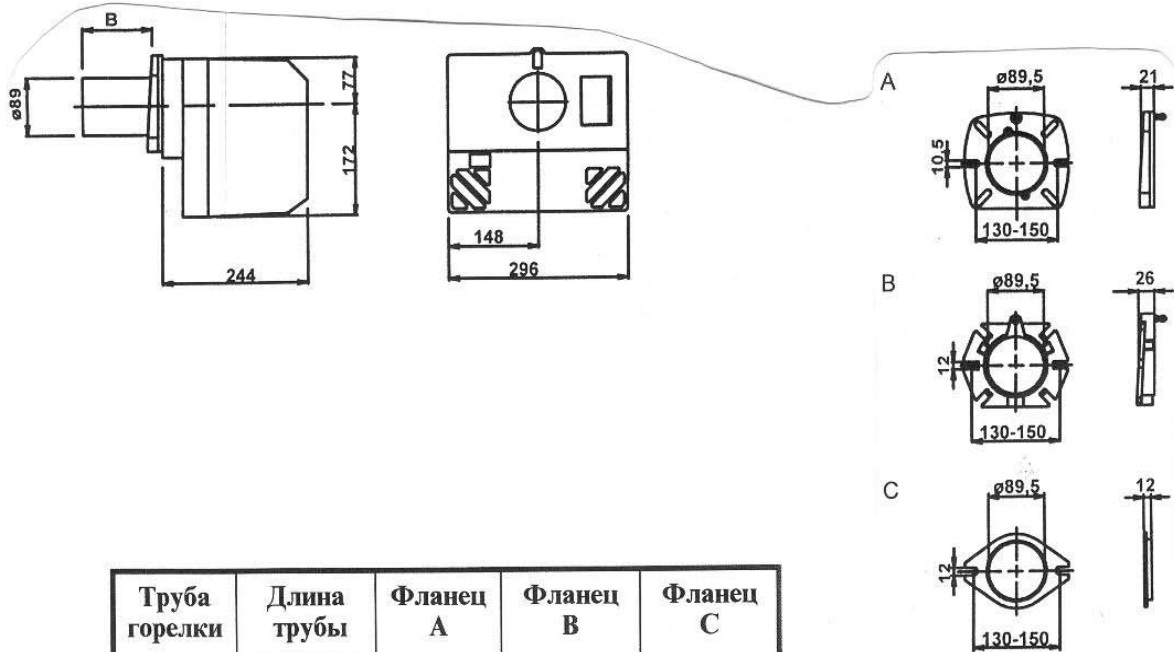 B
ø89
77
172
244
148
296
A
ø89,5
21
10,5
130-150
B
ø89,5
26
12
130-150
C
ø89,5
12
12
130-150
Труба горелки
Длина трубы
Фланец A
Фланец B
Фланец C